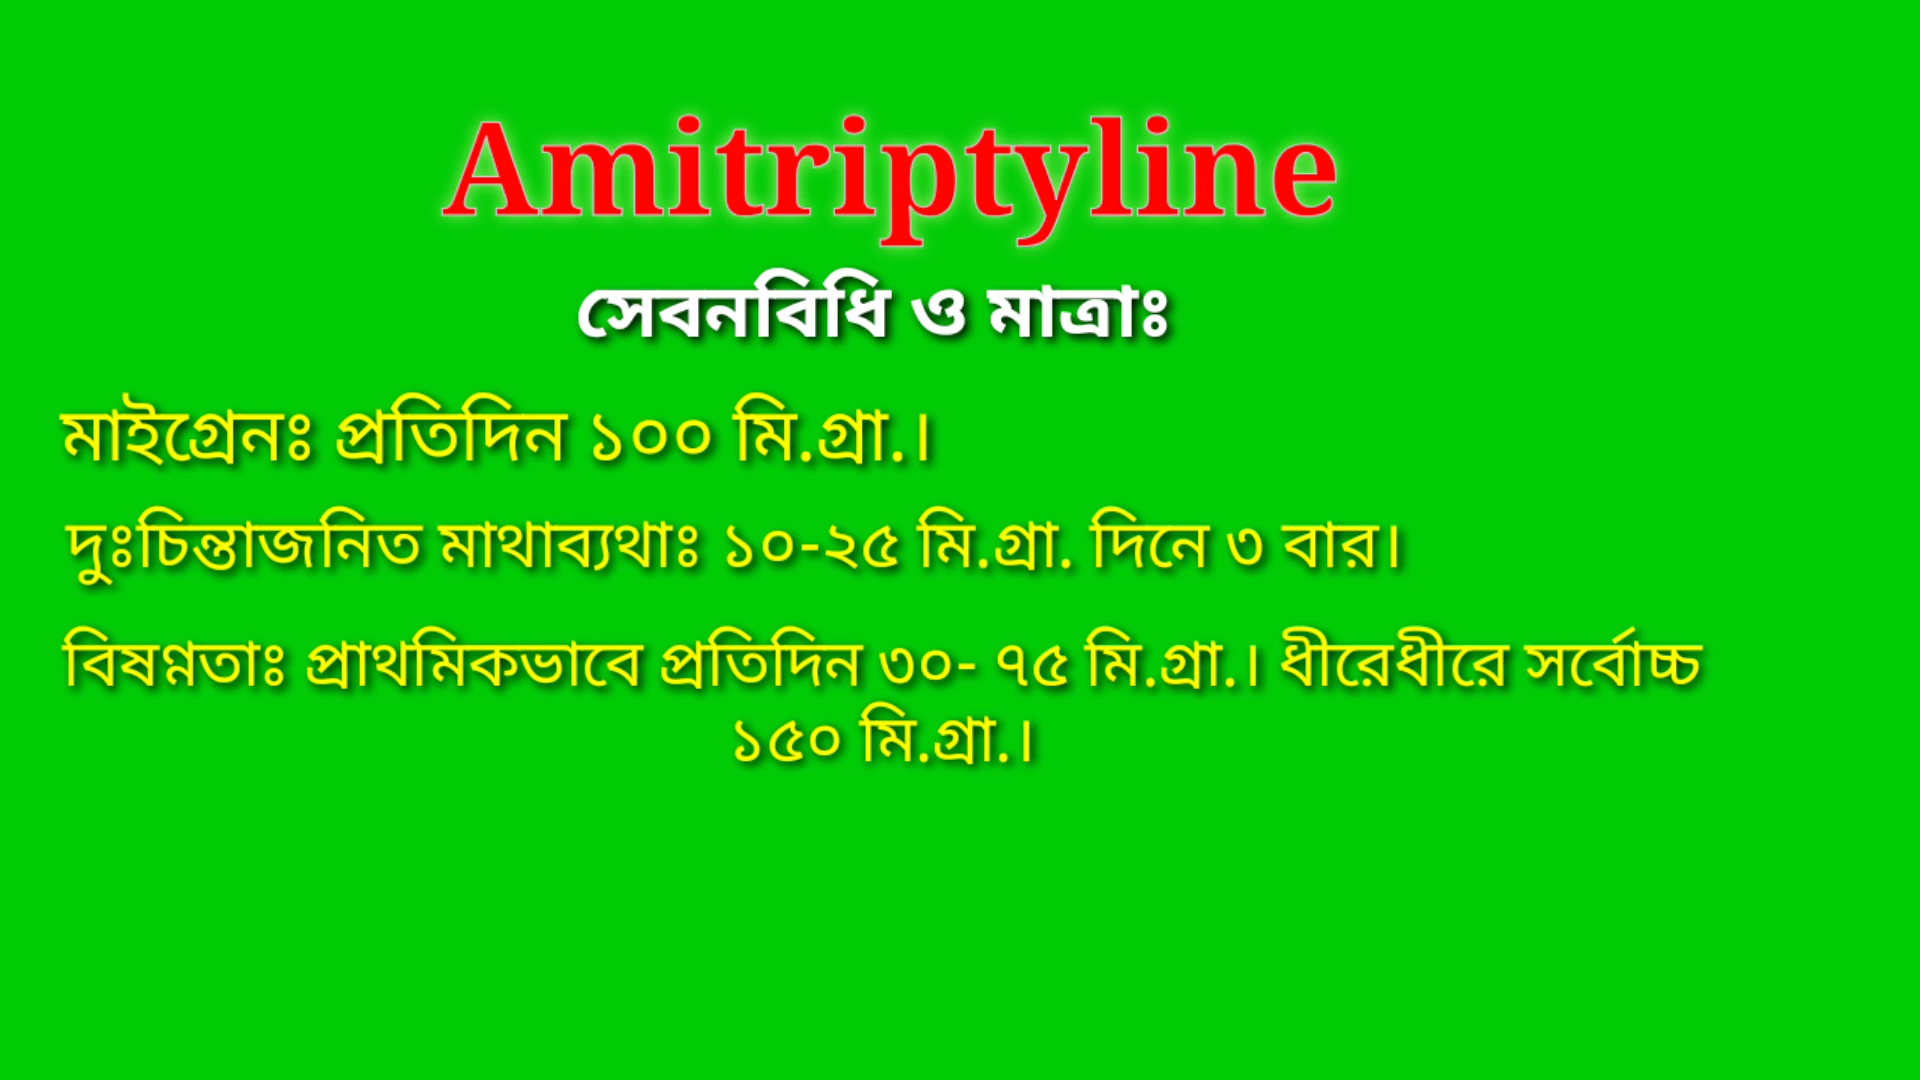 Amitriptyline
সেবনবিধি ও মাত্রাঃ
মাইগ্রেনঃ প্রতিদিন ১০০ মি.গ্রা.।
দুঃচিন্তাজনিত মাথাব্যথাঃ ১০-২৫ মি.গ্রা. দিনে ৩ বার।
বিষণ্নতাঃ প্রাথমিকভাবে প্রতিদিন ৩০- ৭৫ মি.গ্রা.। ধীরেধীরে সর্বোচ্চ
১৫০ মি.গ্রা.।